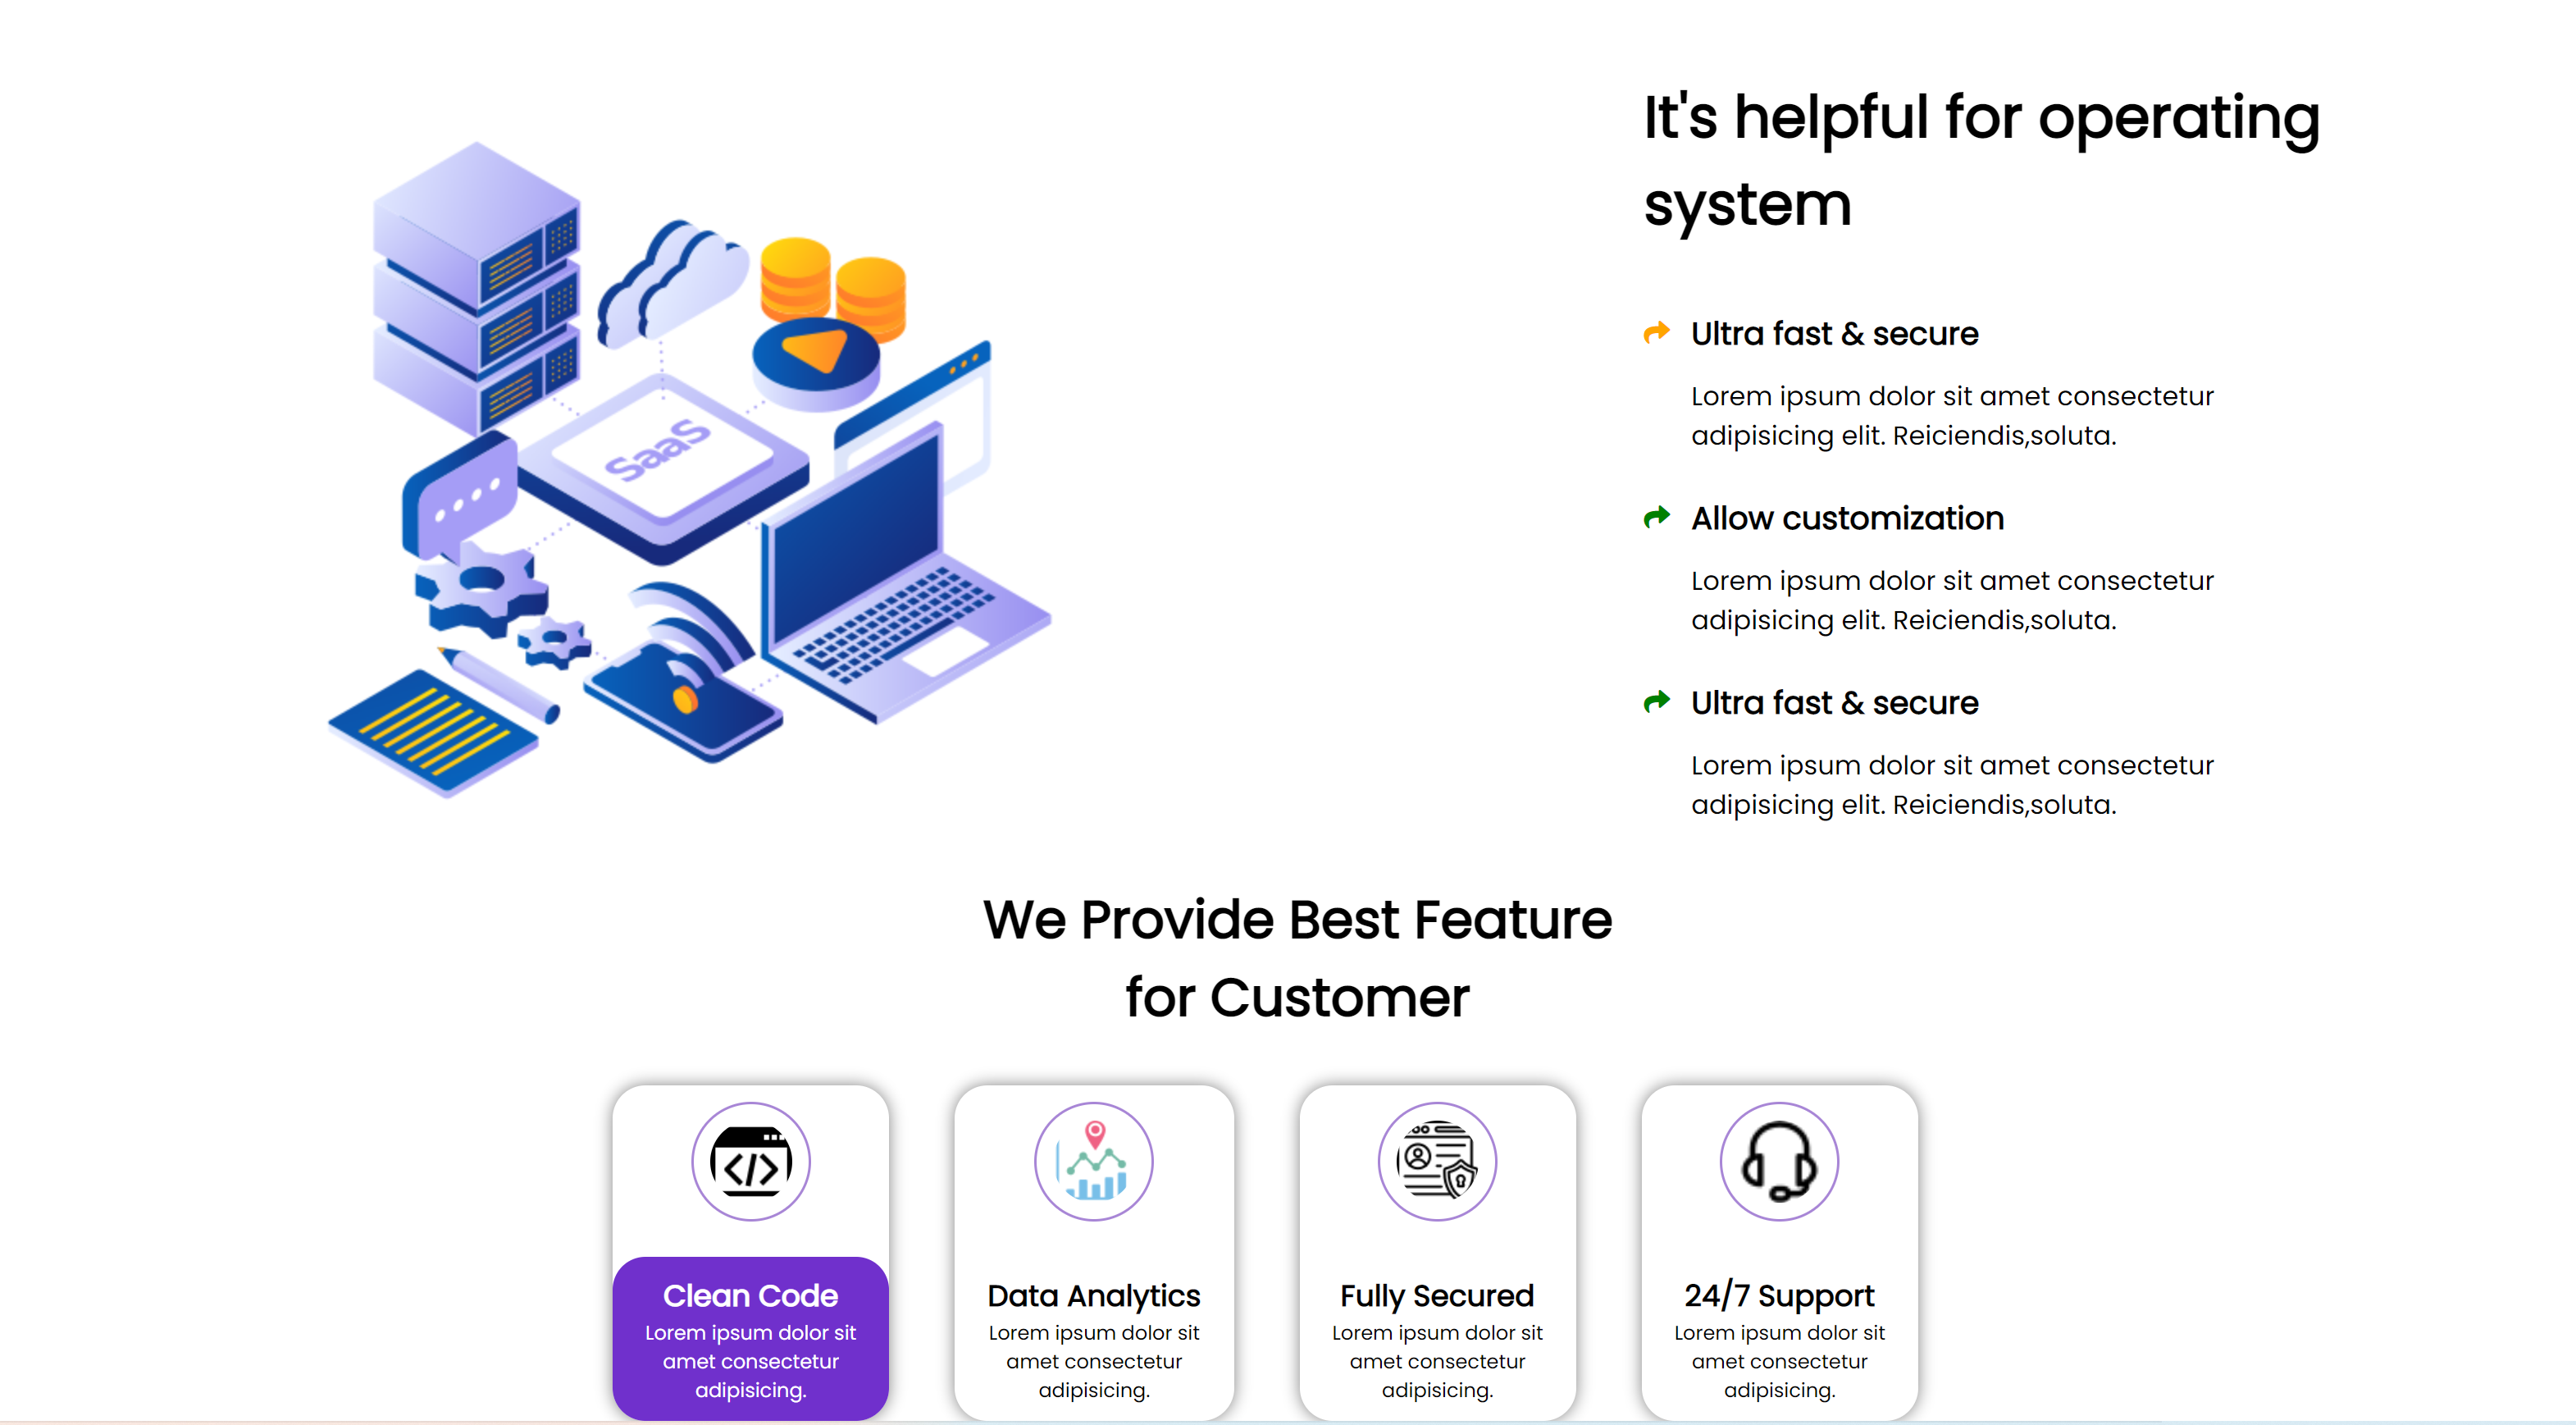 It's helpful for operating
system
SaaS
Ultra fast & secure
Lorem ipsum dolor sit amet consectetur
adipisicing elit. Reiciendis,soluta.
Allow customization
Lorem ipsum dolor sit amet consectetur
adipisicing elit. Reiciendis,soluta.
Ultra fast & secure
Lorem ipsum dolor sit amet consectetur
adipisicing elit. Reiciendis,soluta.
We Provide Best Feature
for Customer
Clean Code
Lorem ipsum dolor sit
amet consectetur
adipisicing.
Data Analytics
Lorem ipsum dolor sit
amet consectetur
adipisicing.
Fully Secured
Lorem ipsum dolor sit
amet consectetur
adipisicing.
24/7 Support
Lorem ipsum dolor sit
amet consectetur
adipisicing.